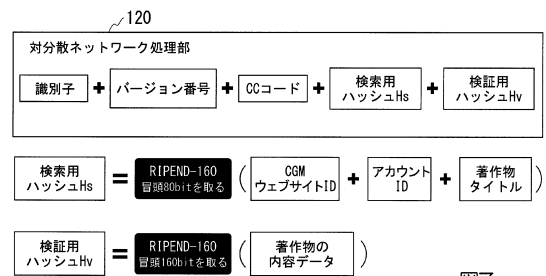 120
対分散ネットワーク処理部
識別子 + バージョン番号 + CCコード + 検索用ハッシュHs + 検証用ハッシュHv
検索用ハッシュHs = RIPEND-160 冒頭80bitを取る ( CGMウェブサイトID + アカウントID + 著作物タイトル )
検証用ハッシュHv = RIPEND-160 冒頭160bitを取る ( 著作物の内容データ )